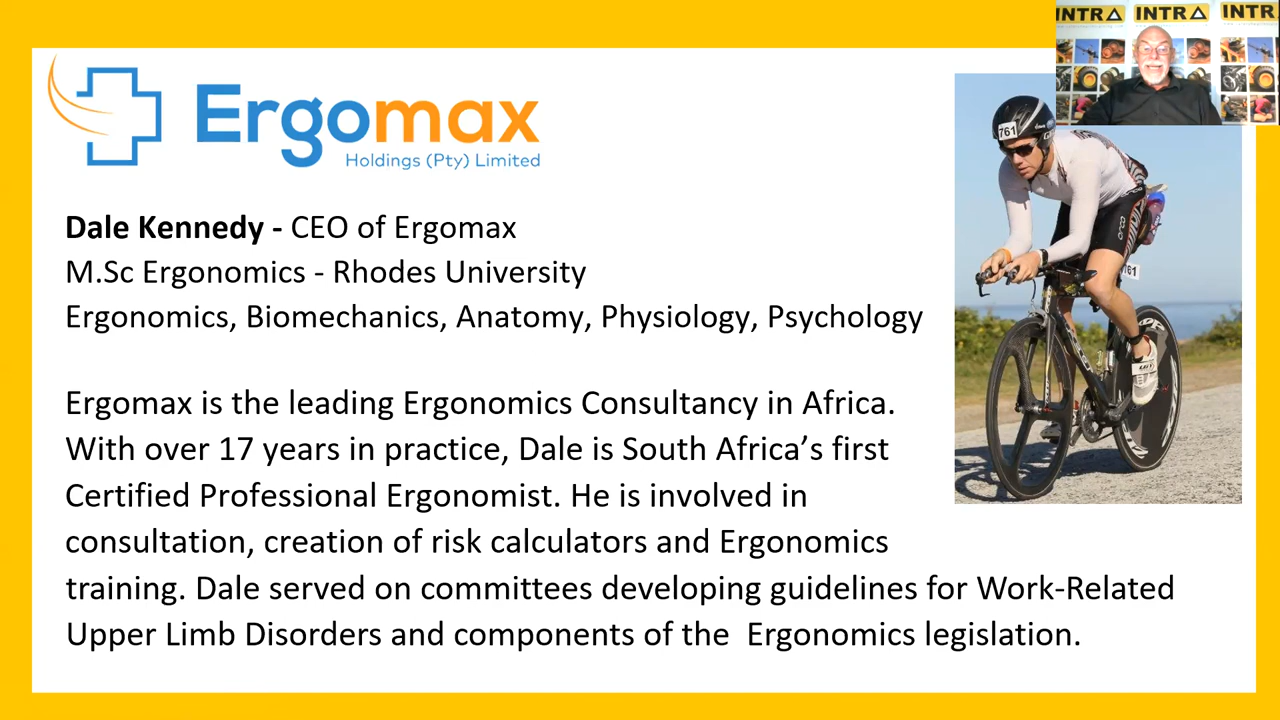 INTRA INTRA INTR
Ergomax
Holdings (Pty) Limited
761
Dale Kennedy - CEO of Ergomax
M.Sc Ergonomics - Rhodes University
761
Ergonomics, Biomechanics, Anatomy, Physiology, Psychology
Ergomax is the leading Ergonomics Consultancy in Africa.
With over 17 years in practice, Dale is South Africa’s first
Certified Professional Ergonomist. He is involved in
consultation, creation of risk calculators and Ergonomics
training. Dale served on committees developing guidelines for Work-Related
Upper Limb Disorders and components of the  Ergonomics legislation.